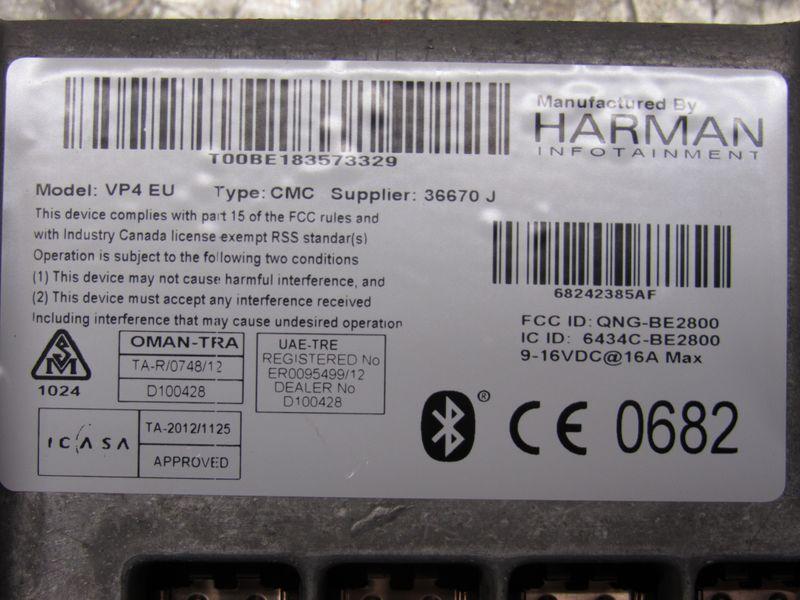 Manufactured By
HARMAN
INFOTAINMENT
T00BE183573329
Model: VP4 EU Type: CMC Supplier: 36670 J
This device complies with part 15 of the FCC rules and
with Industry Canada license exempt RSS standar(s)
Operation is subject to the following two conditions
(1) This device may not cause harmful interference, and
(2) This device must accept any interference received
Including interference that may cause undesired operation
68242385AF
FCC ID: QNG-BE2800
IC ID: 6434C-BE2800
9-16VDC@16A Max
SM
1024
OMAN-TRA
TA-R/0748/12
D100428
UAE-TRE
REGISTERED No
ER0095499/12
DEALER No
D100428
ICASA
TA-2012/1125
APPROVED
® CE 0682